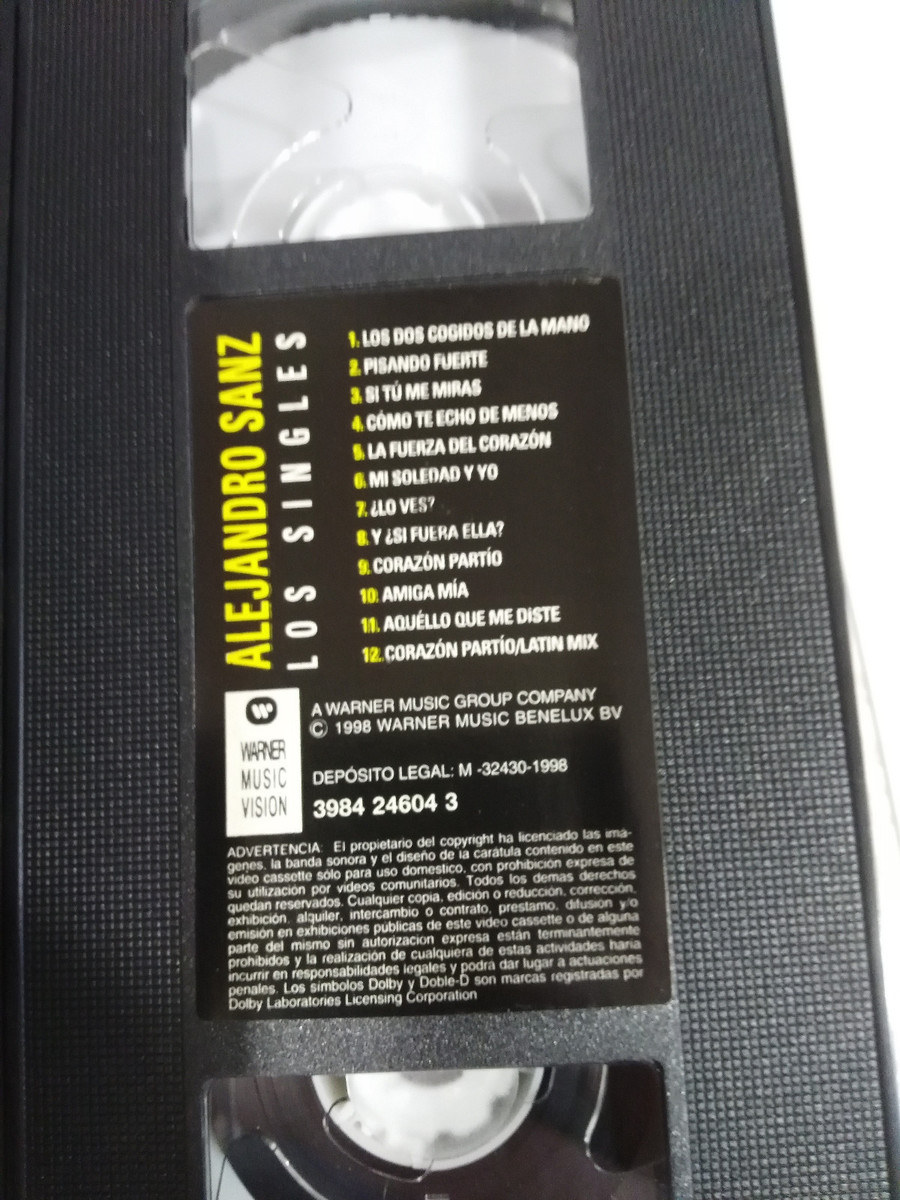 ALEJANDRO SANZ
LOS SINGLES
1. LOS DOS COGIDOS DE LA MANO
2. PISANDO FUERTE
3. SI TÚ ME MIRAS
4. CÓMO TE ECHO DE MENOS
5. LA FUERZA DEL CORAZÓN
6. MI SOLEDAD Y YO
7. ¿LO VES?
8. Y ¿SI FUERA ELLA?
9. CORAZÓN PARTÍO
10. AMIGA MÍA
11. AQUÉLLO QUE ME DISTE
12. CORAZÓN PARTÍO/LATIN MIX
WARNER
MUSIC
VISION
A WARNER MUSIC GROUP COMPANY
© 1998 WARNER MUSIC BENELUX BV
DEPÓSITO LEGAL: M -32430-1998
3984 24604 3
ADVERTENCIA: El propietario del copyright ha licenciado las imá-
genes, la banda sonora y el diseño de la carátula contenido en este
video cassette sólo para uso domestico, con prohibición expresa de
su utilización por videos comunitarios. Todos los demas derechos
quedan reservados. Cualquier copia, edición o reducción, corrección,
exhibición, alquiler, intercambio o contrato, prestamo, difusion y/o
emisión en exhibiciones públicas de este video cassette o de alguna
parte del mismo sin autorizacion expresa están terminantemente
prohibidos y la realización de cualquiera de estas actividades haria
incurrir en responsabilidades legales y podra dar lugar a actuaciones
penales. Los símbolos Dolby y Doble-D son marcas registradas por
Dolby Laboratories Licensing Corporation